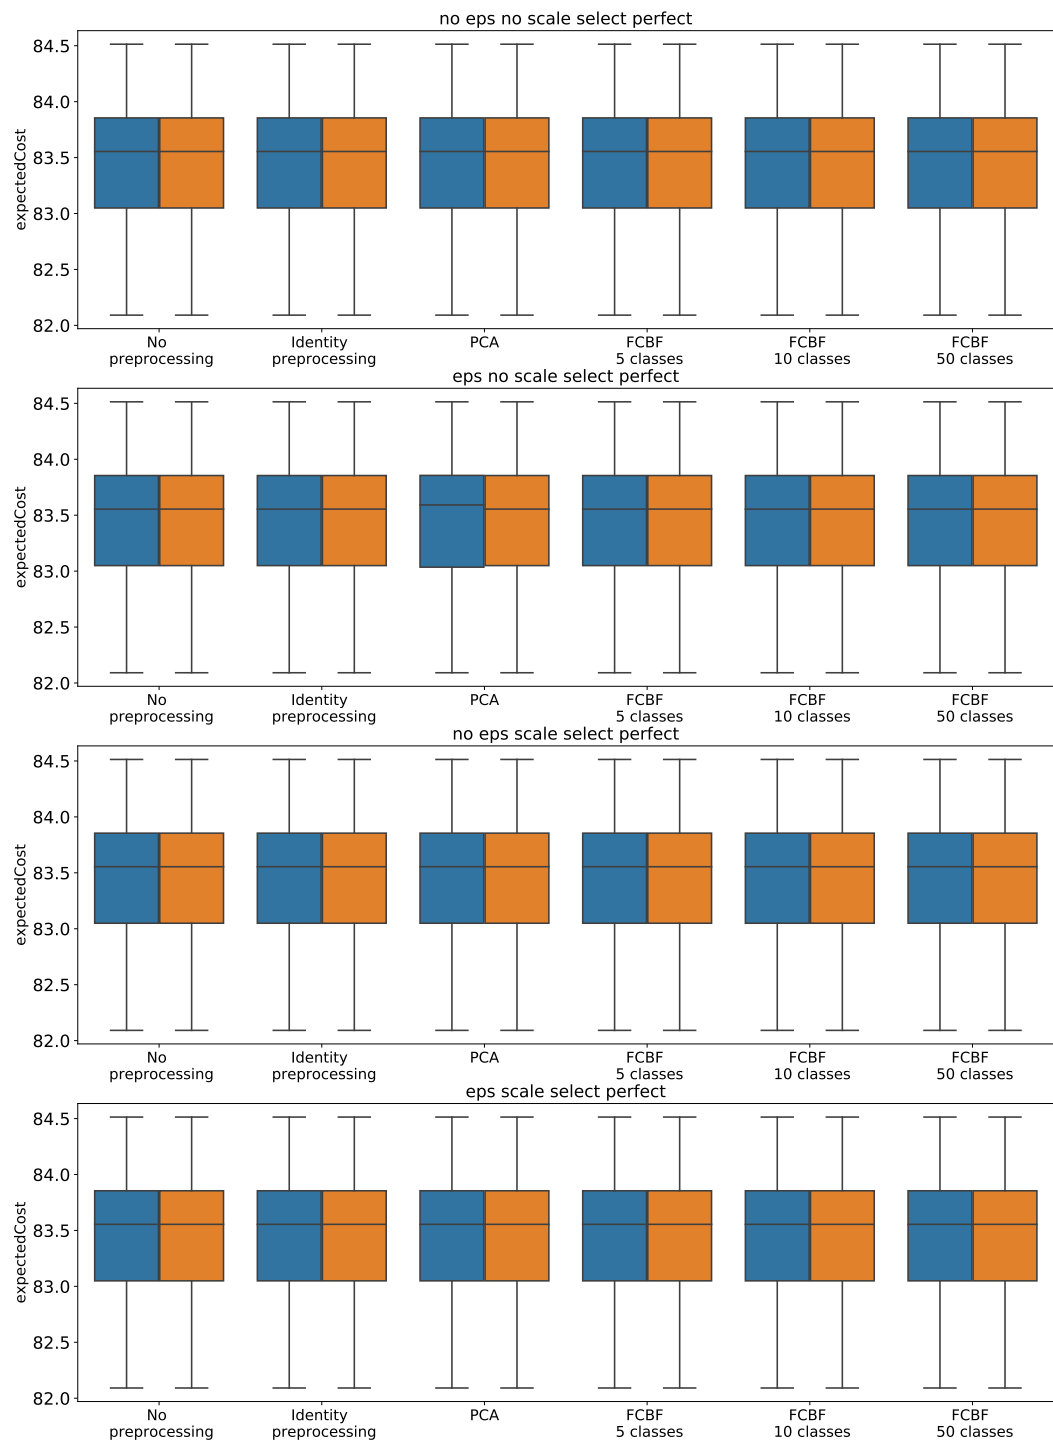 no eps no scale select perfect
expectedCost
84.5
84.0
83.5
83.0
82.5
82.0
No preprocessing
Identity preprocessing
PCA
FCBF 5 classes
FCBF 10 classes
FCBF 50 classes
eps no scale select perfect
expectedCost
84.5
84.0
83.5
83.0
82.5
82.0
No preprocessing
Identity preprocessing
PCA
FCBF 5 classes
FCBF 10 classes
FCBF 50 classes
no eps scale select perfect
expectedCost
84.5
84.0
83.5
83.0
82.5
82.0
No preprocessing
Identity preprocessing
PCA
FCBF 5 classes
FCBF 10 classes
FCBF 50 classes
eps scale select perfect
expectedCost
84.5
84.0
83.5
83.0
82.5
82.0
No preprocessing
Identity preprocessing
PCA
FCBF 5 classes
FCBF 10 classes
FCBF 50 classes